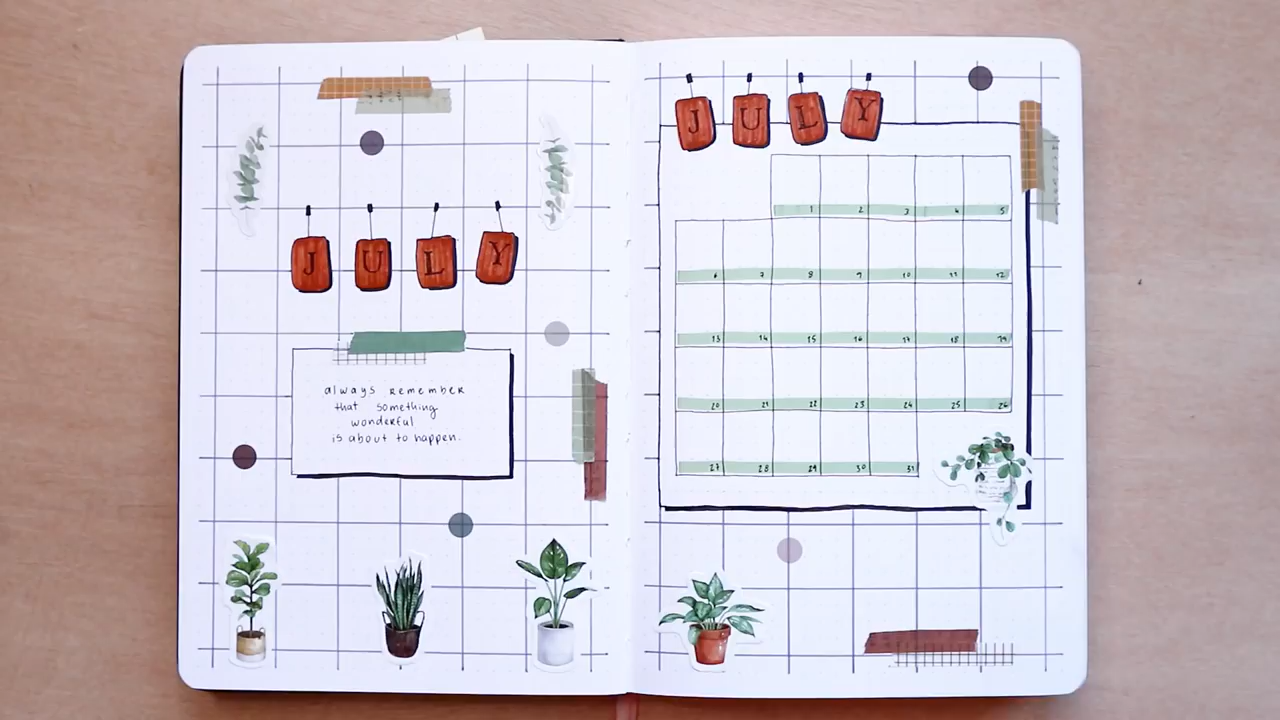 JULY
always remember
that something
wonderful
is about to happen.
JULY
1 2 3 4 5
6 7 8 9 10 11 12
13 14 15 16 17 18 19
20 21 22 23 24 25 26
27 28 29 30 31